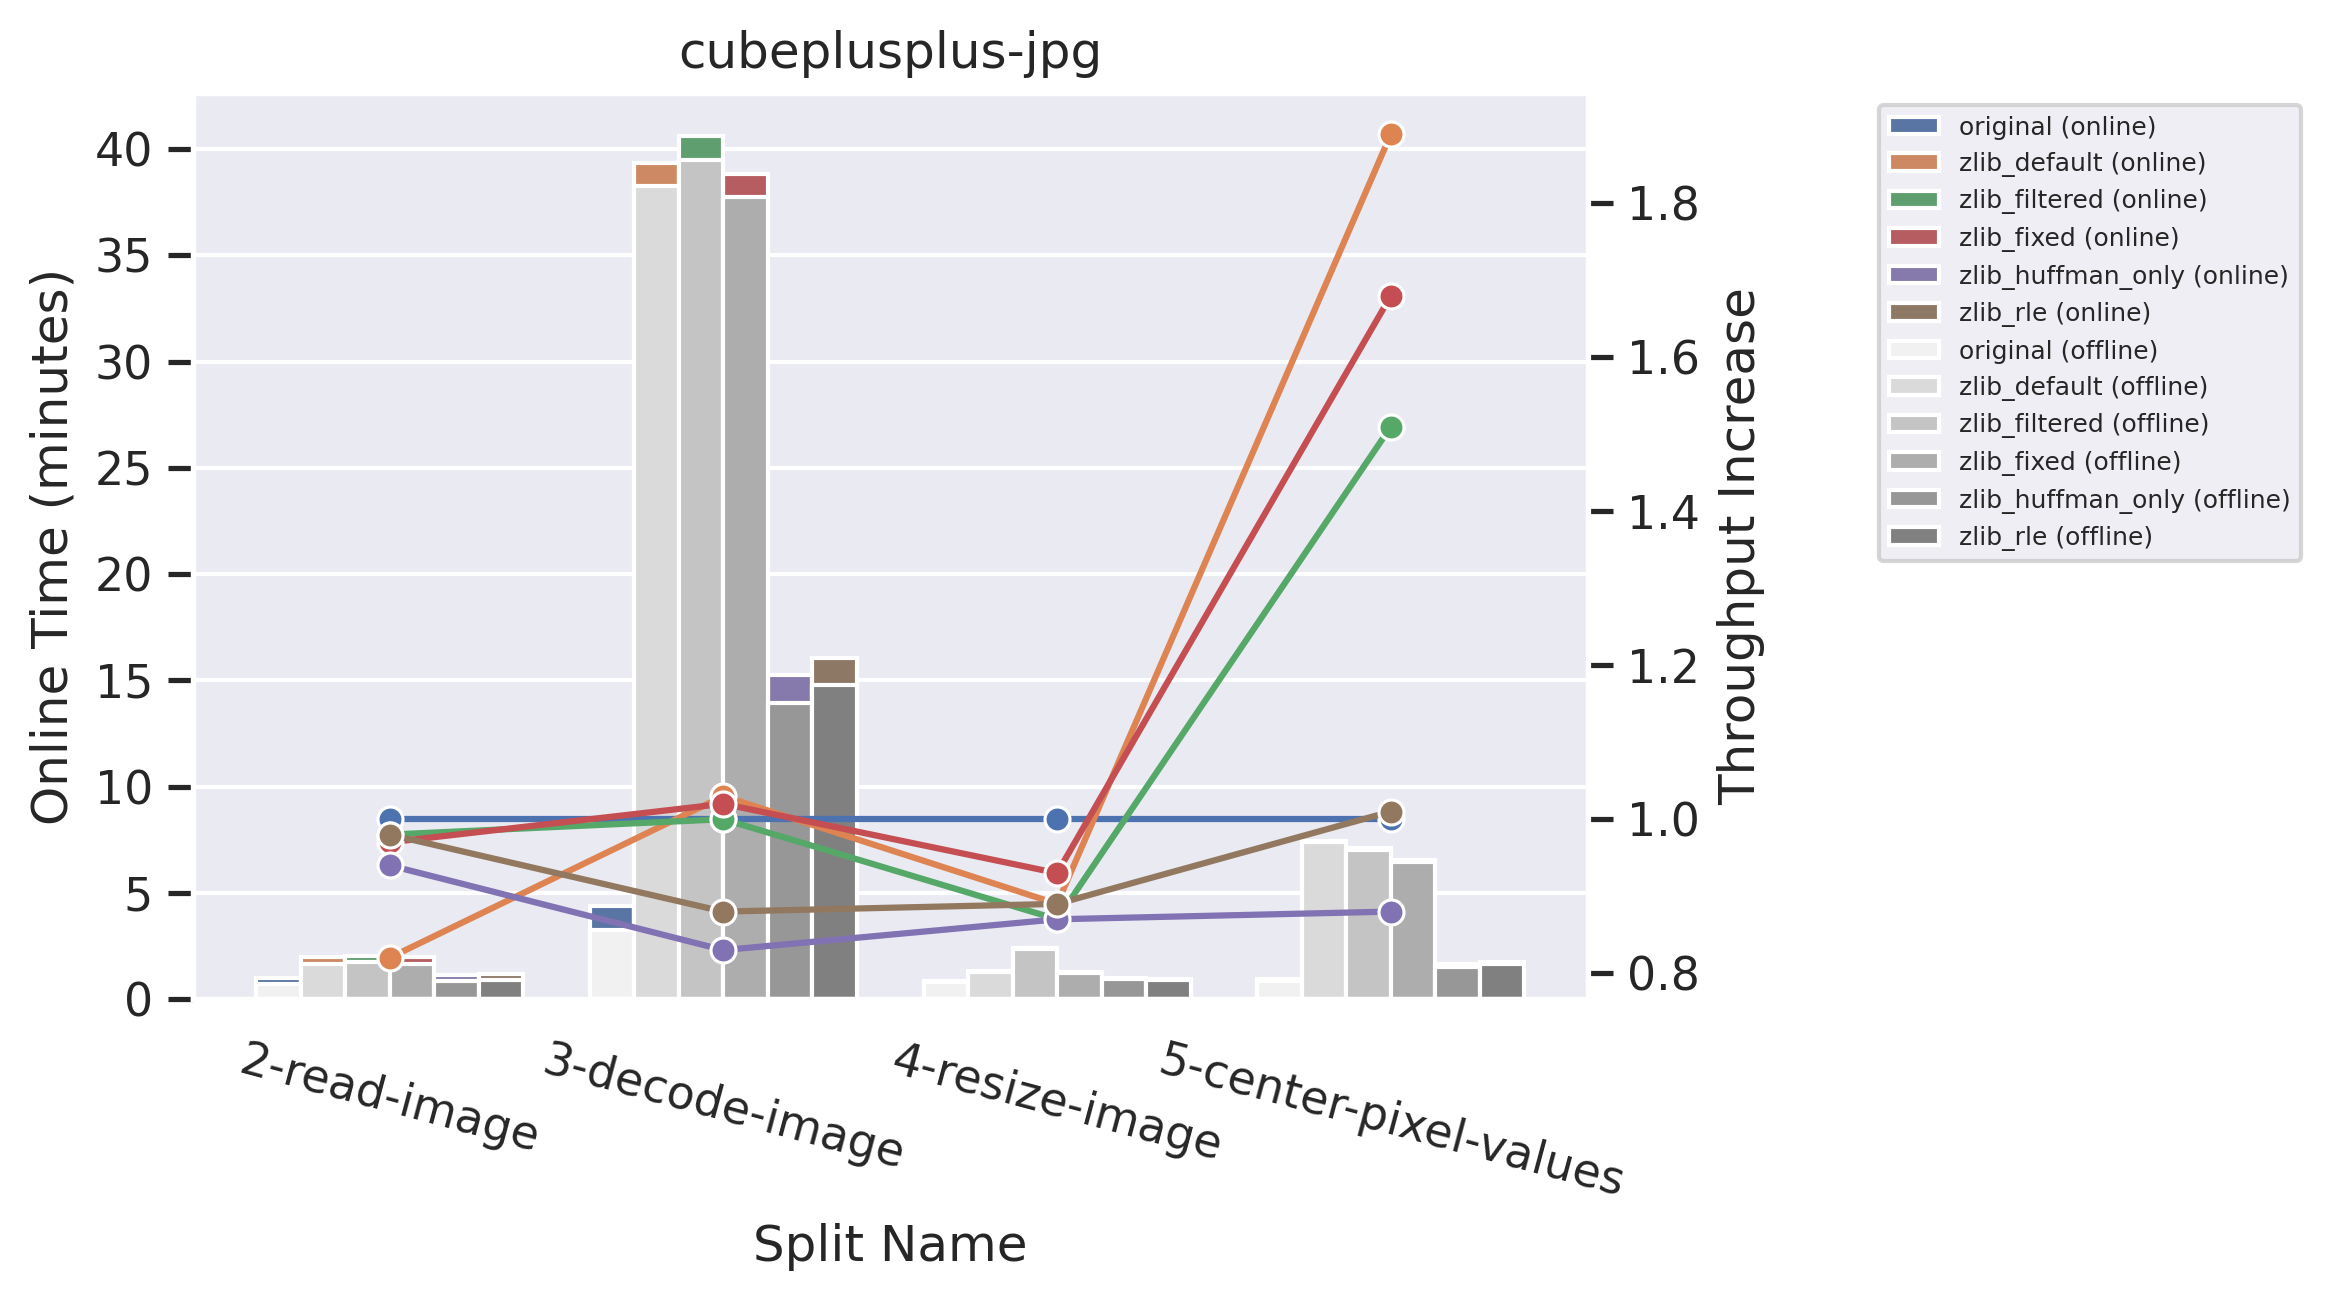 cubeplusplus-jpg
Online Time (minutes)
40
35
30
25
20
15
10
5
0
1.8
1.6
1.4
1.2
1.0
0.8
Throughput Increase
2-read-image
3-decode-image
4-resize-image
5-center-pixel-values
Split Name
original (online)
zlib_default (online)
zlib_filtered (online)
zlib_fixed (online)
zlib_huffman_only (online)
zlib_rle (online)
original (offline)
zlib_default (offline)
zlib_filtered (offline)
zlib_fixed (offline)
zlib_huffman_only (offline)
zlib_rle (offline)